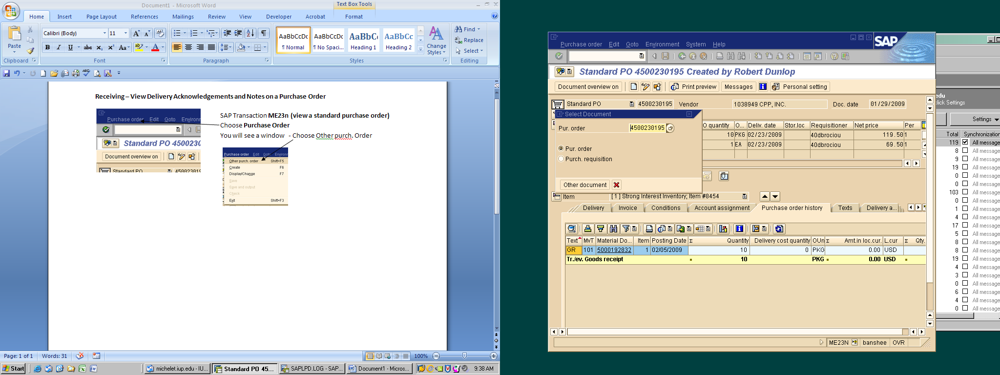 Document1 - Microsoft Word
Text Box Tools
Home Insert Page Layout References Mailings Review View Developer Acrobat Format
Paste
Clipboard
Calibri (Body) 11
B I U abc x₂ x² Aa A
Font
Paragraph
AaBbCcDc AaBbCcDc AaBbCc AaBbCc
¶ Normal ¶ No Spaci... Heading 1 Heading 2
Change Styles
Styles
Find
Replace
Select
Editing
Receiving – View Delivery Acknowledgements and Notes on a Purchase Order
Purchase order Edit Goto Environm
Standard PO 450023C
Document overview on
Standard PO 450023019
SAP Transaction ME23n (view a standard purchase order)
Choose Purchase Order
You will see a window - Choose Other purch. Order
Purchase order Edit Goto Environ
Other purch. order Shift+F5
Create F6
Display/Change F7
Save
Save and output
Check
Exit Shift+F3
Page: 1 of 1 Words: 31 100%
Start michelet.iup.edu - IU... Standard PO 45... SAPLPD.LOG - SAP... Document1 - Micros... 9:38 AM
Purchase order Edit Goto Environment System Help
SAP
Standard PO 4500230195 Created by Robert Dunlop
Document overview on Print preview Messages Personal setting
Standard PO 4500230195 Vendor 1038949 CPP, INC. Doc. date 01/29/2009
Select Document
Pur. order 4500230195
Pur. order
Purch. requisition
Other document
O quantity O... Deliv. date Stor.loc Requisitioner Net price Per
10 PKG 02/23/2009 40dbrociou 119.50 1
1 EA 02/23/2009 40dbrociou 69.50 1
Item [ 1 ] Strong Interest Inventory; Item #8454
Delivery Invoice Conditions Account assignment Purchase order history Texts Delivery a...
Text MvT Material Do... Item Posting Date Σ Quantity Delivery cost quantity OUn Σ Amt.in loc.cur. L.cur Σ Qty.
GR 101 5000192832 1 02/05/2009 10 0 PKG 0.00 USD
Tr./ev. Goods receipt 10 PKG 0.00 USD
ME23N banshee OVR
edu
click Settings
Settings
Total Synchronization
119 All message
8 All message
9 All message
19 All message
0 All message
0 All message
103 All message
0 All message
1 All message
4 All message
17 All message
5 All message
8 All message
8 All message
19 All message
4 All message
3 All message
0 All message
6 All message
4 All message
0 All message